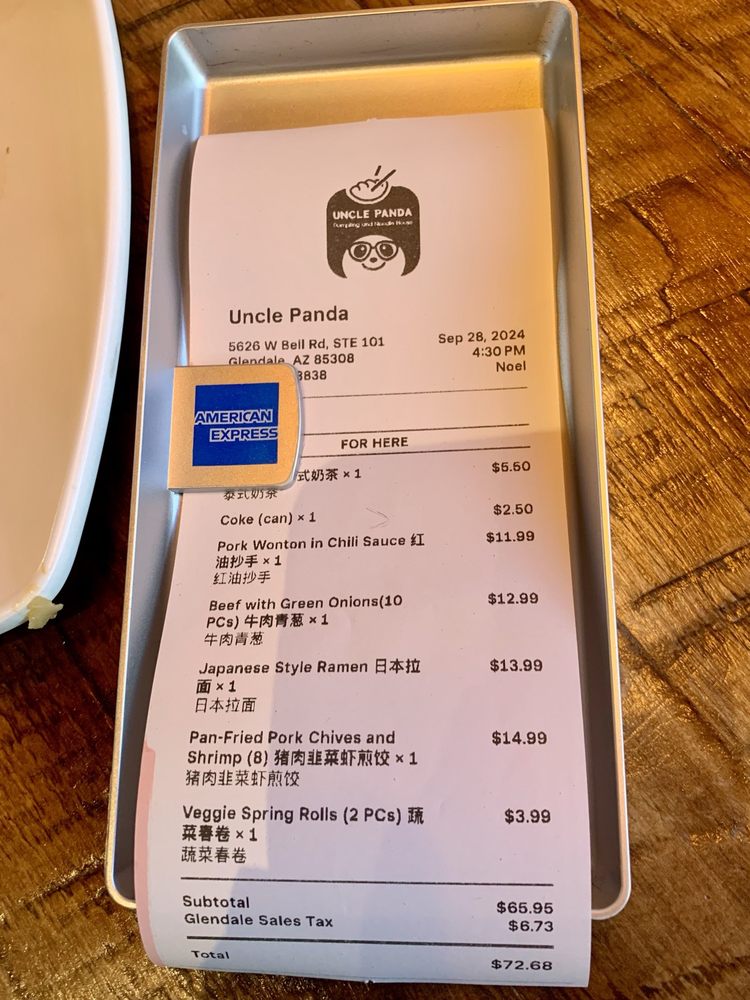 UNCLE PANDA
Dumpling and Noodle House
Uncle Panda
5626 W Bell Rd, STE 101
Sep 28, 2024
Glendale, AZ 85308
4:30 PM
3838
Noel
AMERICAN
EXPRESS
FOR HERE
式奶茶 × 1 $5.50
泰式奶茶
Coke (can) × 1 $2.50
Pork Wonton in Chili Sauce 红 $11.99
油抄手 × 1
红油抄手
Beef with Green Onions(10 $12.99
PCs) 牛肉青葱 × 1
牛肉青葱
Japanese Style Ramen 日本拉 $13.99
面 × 1
日本拉面
Pan-Fried Pork Chives and $14.99
Shrimp (8) 猪肉韭菜虾煎饺 × 1
猪肉韭菜虾煎饺
Veggie Spring Rolls (2 PCs) 蔬 $3.99
菜春卷 × 1
蔬菜春卷
Subtotal $65.95
Glendale Sales Tax $6.73
Total $72.68